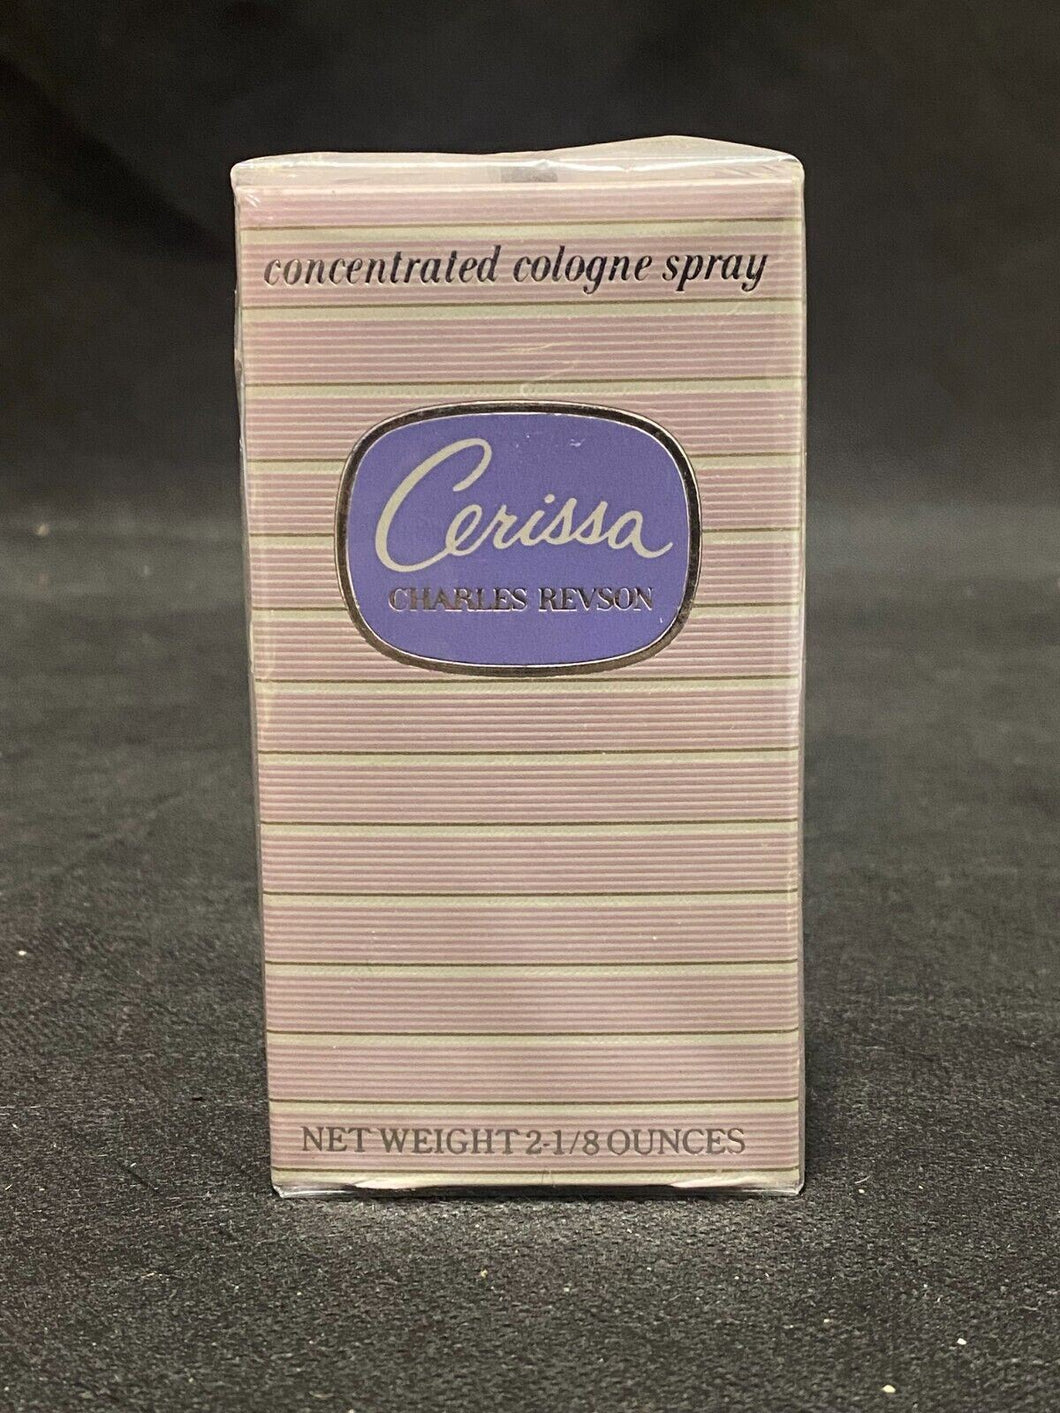 concentrated cologne spray
Cerissa
CHARLES REVSON
NET WEIGHT 2-1/8 OUNCES